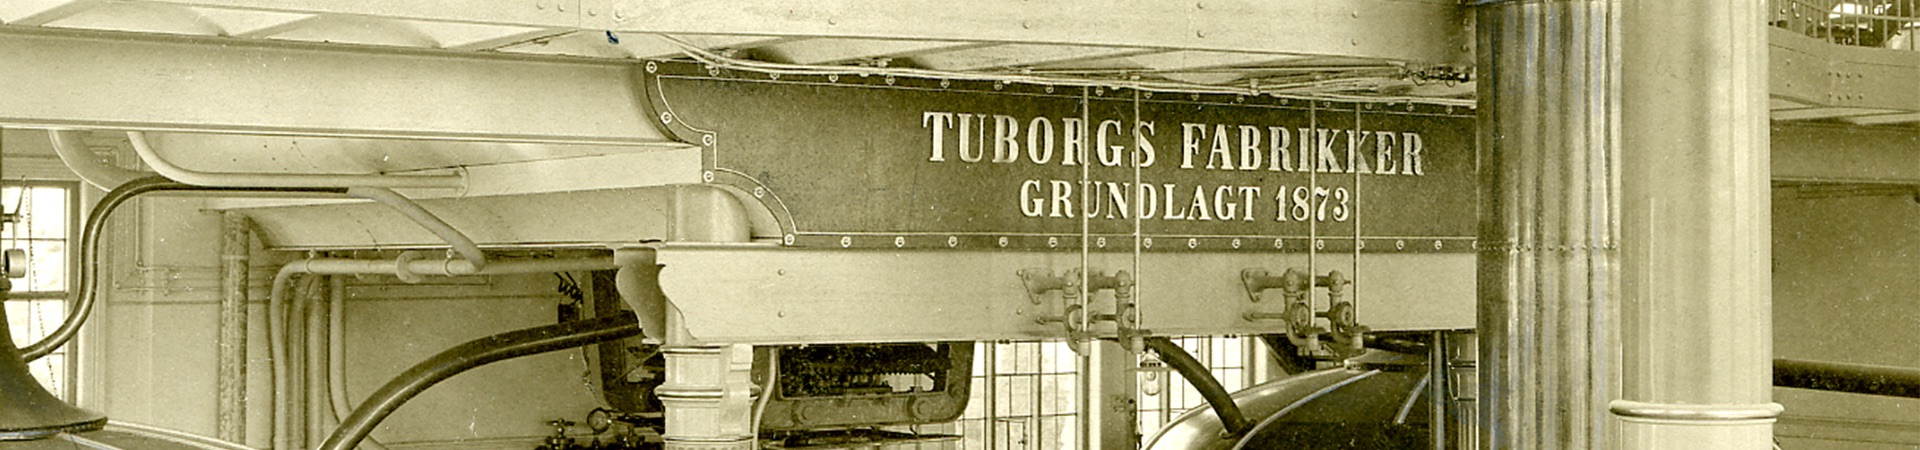 TUBORGS FABRIKKER
GRUNDLAGT 1873